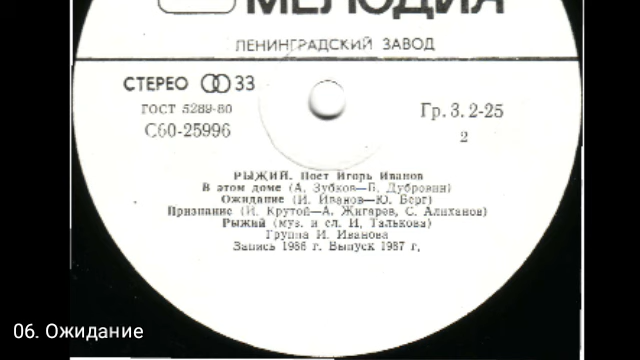 МЕЛОДИЯ
ЛЕНИНГРАДСКИЙ ЗАВОД
СТЕРЕО 33
ГОСТ 5289-80
С60-25996
Гр. 3. 2-25
2
РЫЖИЙ. Поет Игорь Иванов
В этом доме (А. Зубков—В. Дубровин)
Ожидание (И. Иванов—Ю. Берг)
Признание (И. Крутой—А. Жигарев, С. Алиханов)
Рыжий (муз. и сл. И. Талькова)
Группа И. Иванова
Запись 1986 г. Выпуск 1987 г.
06. Ожидание